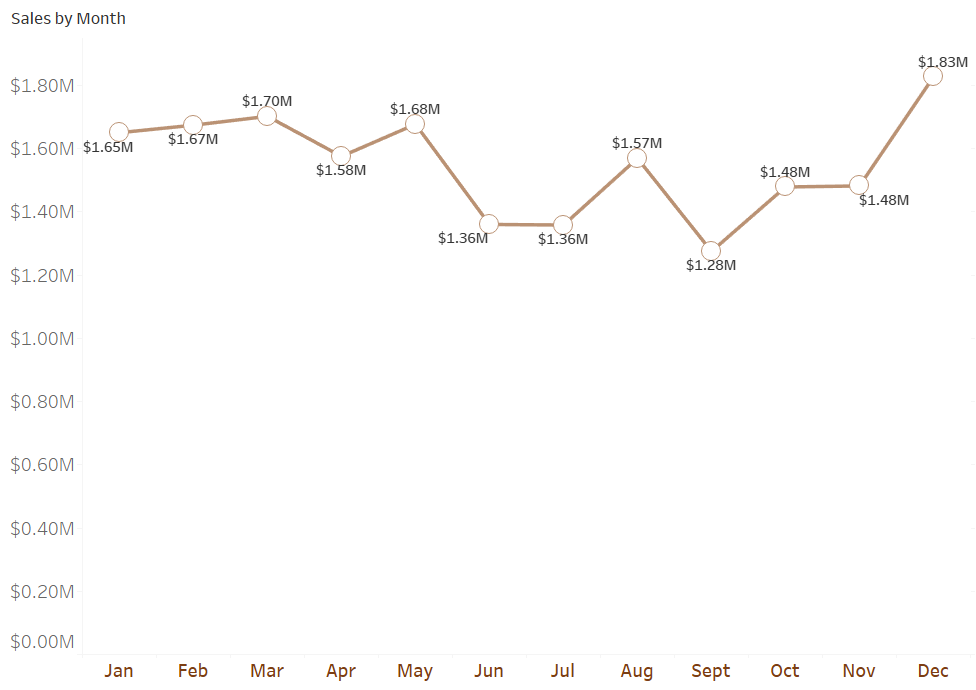 Sales by Month
$1.83M
$1.80M
$1.70M
$1.68M
$1.65M
$1.67M
$1.60M
$1.58M
$1.57M
$1.48M
$1.48M
$1.40M
$1.36M
$1.36M
$1.28M
$1.20M
$1.00M
$0.80M
$0.60M
$0.40M
$0.20M
$0.00M
Jan Feb Mar Apr May Jun Jul Aug Sept Oct Nov Dec